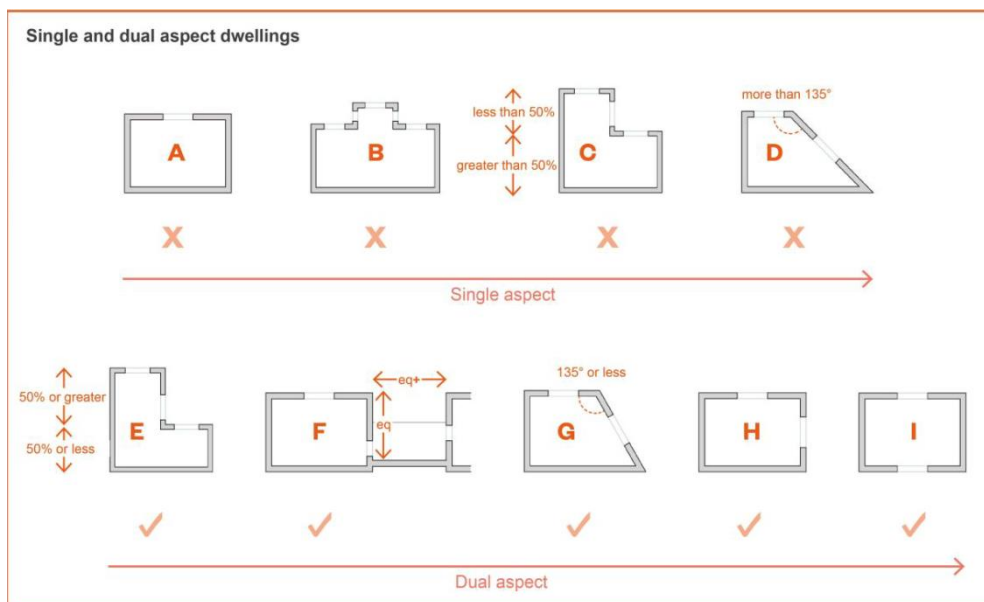 Single and dual aspect dwellings
less than 50%
greater than 50%
more than 135°
A
B
C
D
X
X
X
X
Single aspect
50% or greater
50% or less
eq+
eq
135° or less
E
F
G
H
I
Dual aspect